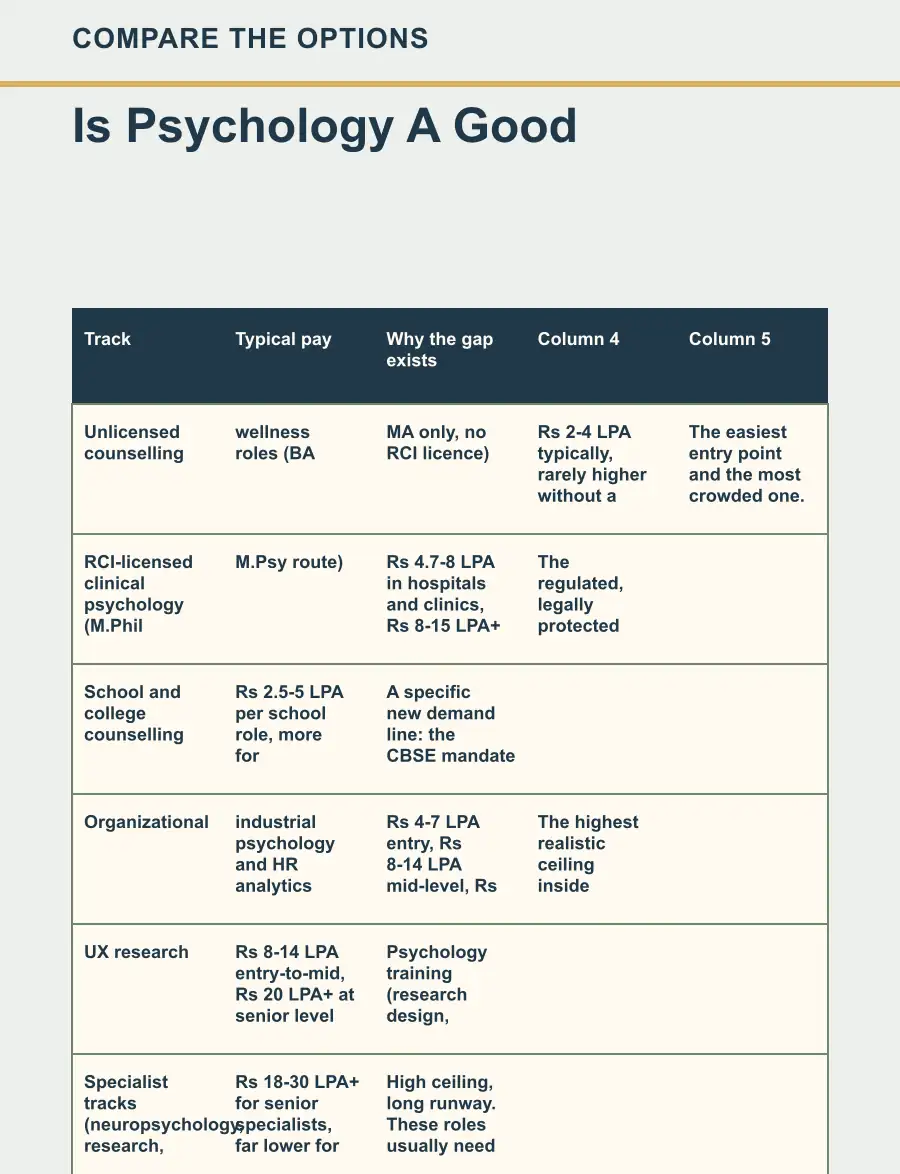 COMPARE THE OPTIONS
Is Psychology A Good
Track
Typical pay
Why the gap
exists
Column 4
Column 5
Unlicensed
counselling
wellness
roles (BA
MA only, no
RCI licence)
Rs 2-4 LPA
typically,
rarely higher
without a
The easiest
entry point
and the most
crowded one.
RCI-licensed
clinical
psychology
(M.Phil
M.Psy route)
Rs 4.7-8 LPA
in hospitals
and clinics,
Rs 8-15 LPA+
The
regulated,
legally
protected
School and
college
counselling
Rs 2.5-5 LPA
per school
role, more
for
A specific
new demand
line: the
CBSE mandate
Organizational
industrial
psychology
and HR
analytics
Rs 4-7 LPA
entry, Rs
8-14 LPA
mid-level, Rs
The highest
realistic
ceiling
inside
UX research
Rs 8-14 LPA
entry-to-mid,
Rs 20 LPA+ at
senior level
Psychology
training
(research
design,
Specialist
tracks
(neuropsychology,
research,
Rs 18-30 LPA+
for senior
specialists,
far lower for
High ceiling,
long runway.
These roles
usually need